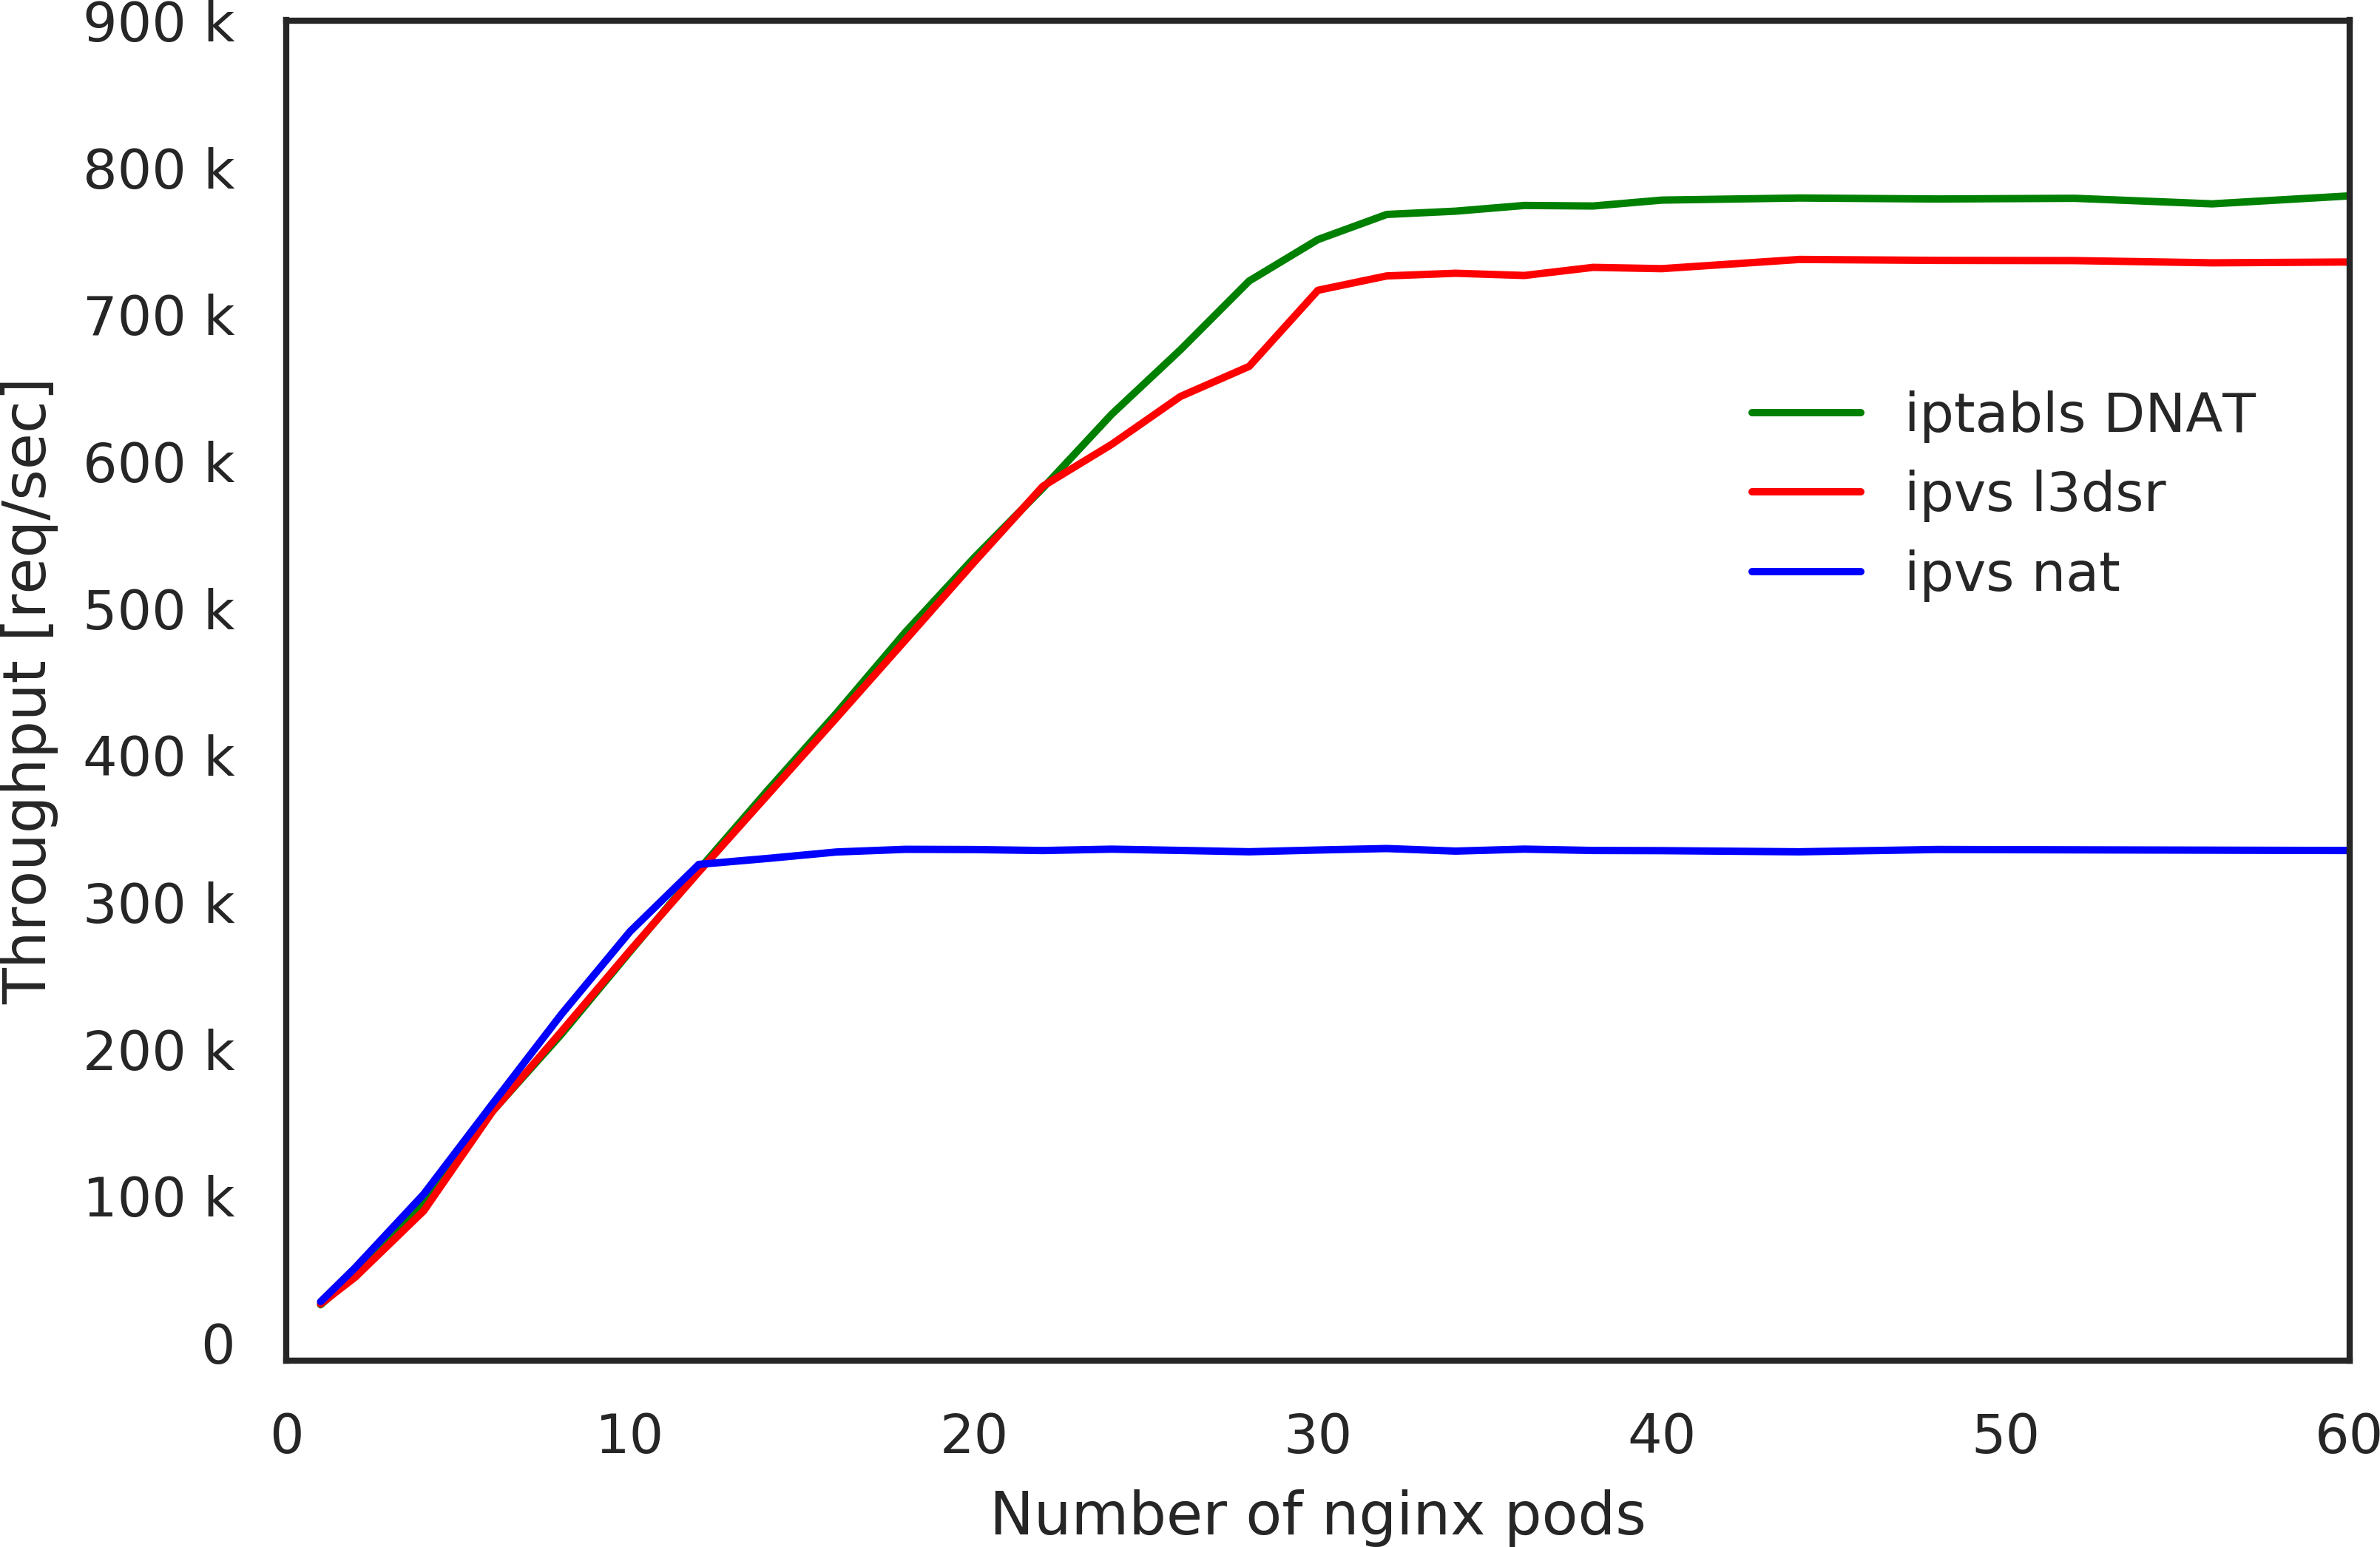 900 k
800 k
700 k
600 k
500 k
400 k
300 k
200 k
100 k
0
Throughput [req/sec]
iptabls DNAT
ipvs l3dsr
ipvs nat
0 10 20 30 40 50 60
Number of nginx pods